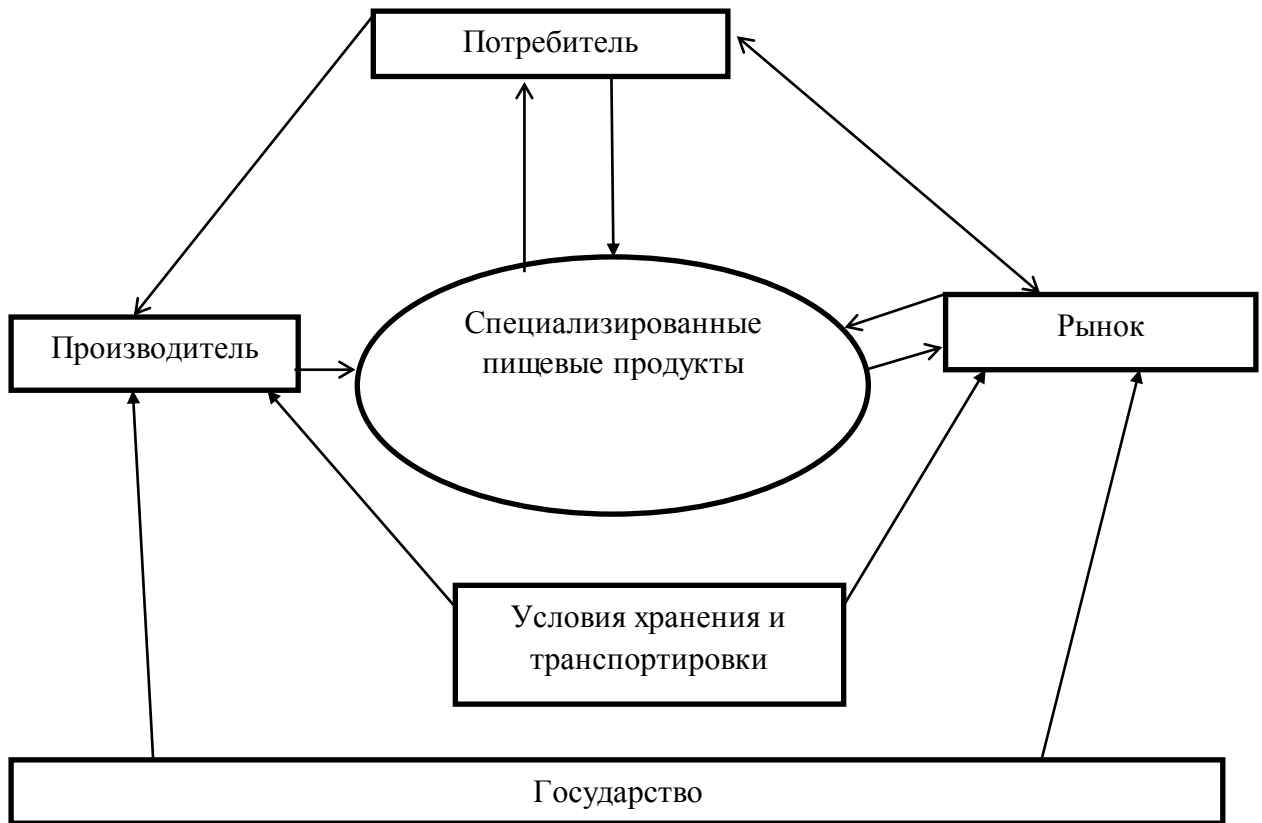 Потребитель
Специализированные
пищевые продукты
Рынок
Производитель
Условия хранения и
транспортировки
Государство